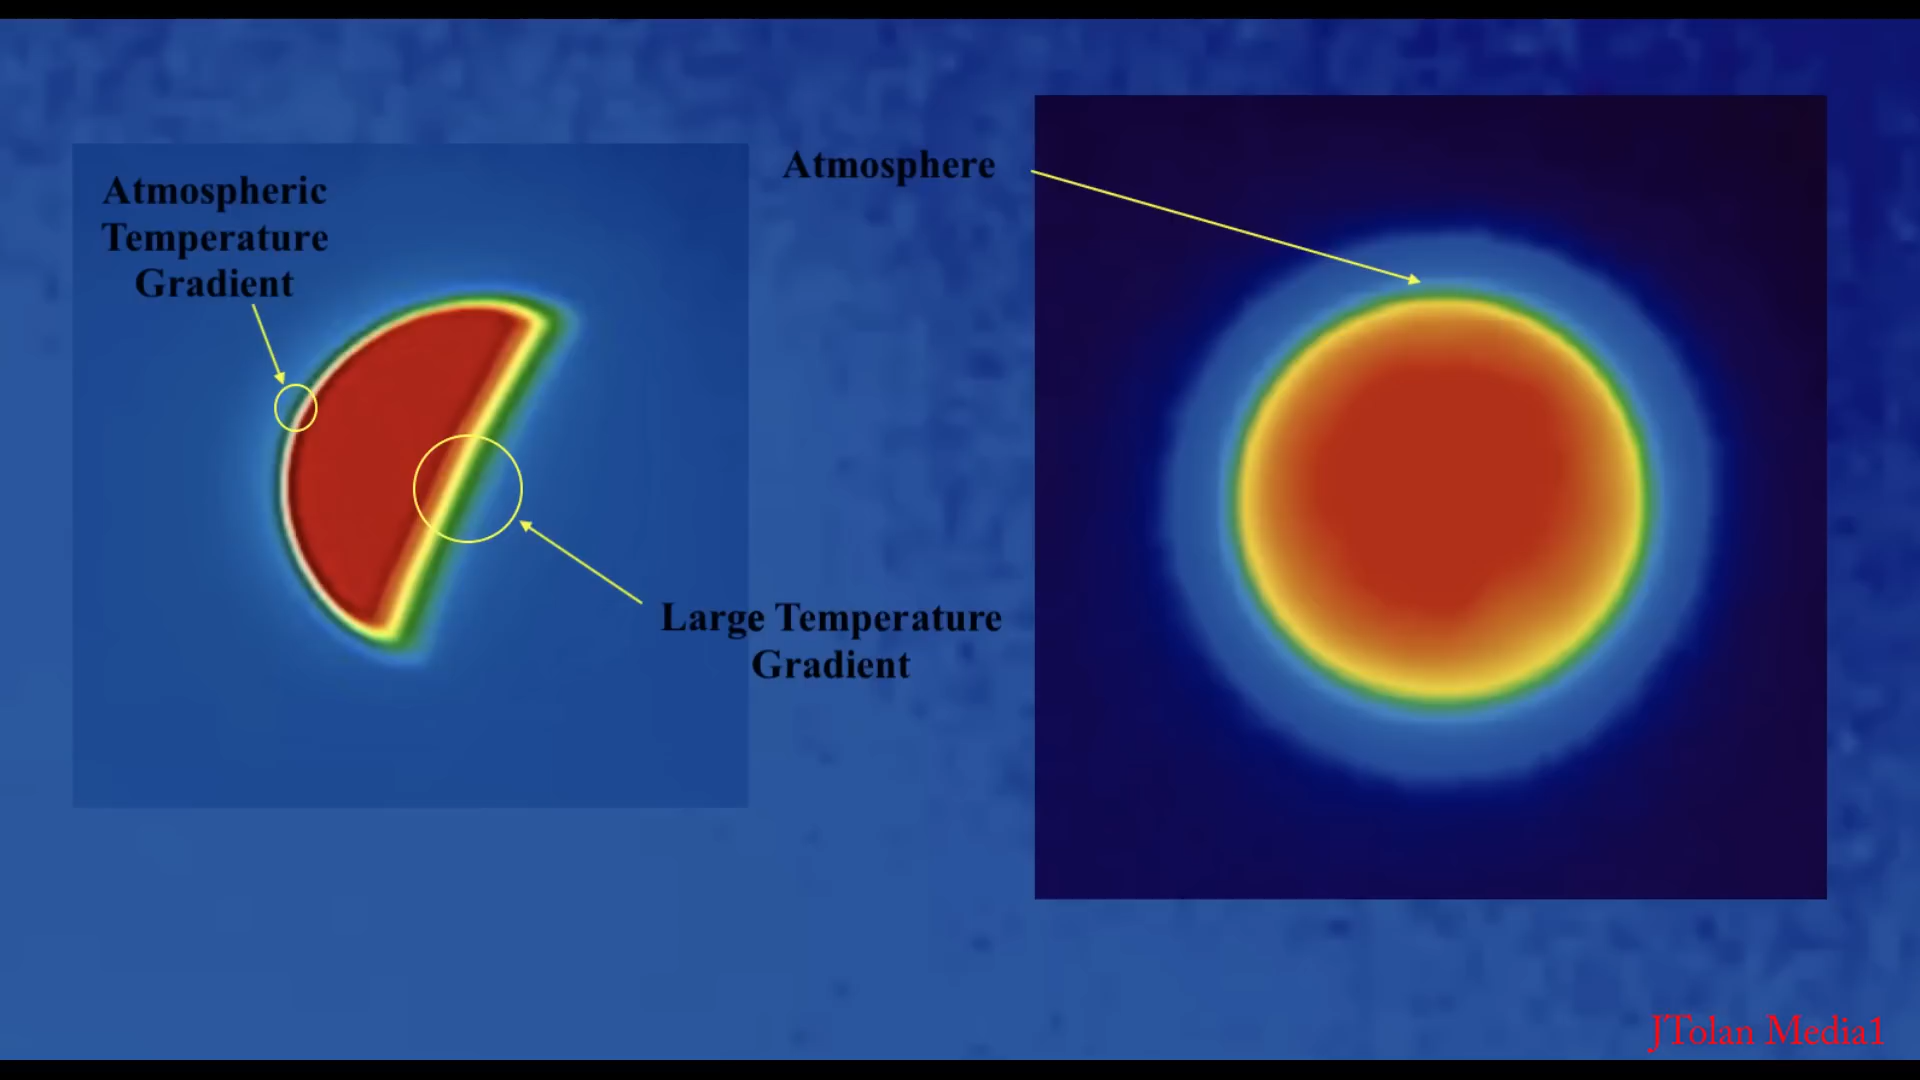 Atmospheric
Temperature
Gradient
Atmosphere
Large Temperature
Gradient
JTolan Media1